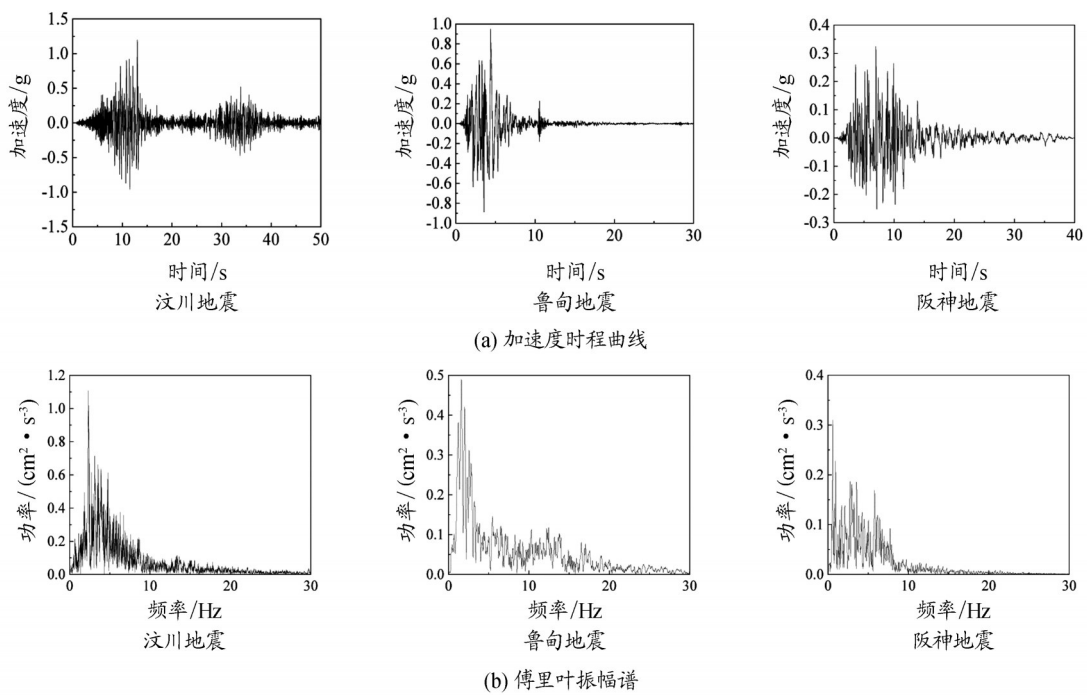 1.5
1.0
0.5
0.0
-0.5
-1.0
-1.5
加速度/g
0 10 20 30 40 50
时间/s
汶川地震
1.0
0.8
0.6
0.4
0.2
0.0
-0.2
-0.4
-0.6
-0.8
1.0
加速度/g
0 10 20 30
时间/s
鲁甸地震
0.4
0.3
0.2
0.1
0.0
-0.1
-0.2
-0.3
加速度/g
0 10 20 30 40
时间/s
阪神地震
(a) 加速度时程曲线
1.2
1.0
0.8
0.6
0.4
0.2
0.0
功率/(cm²·s⁻³)
0 10 20 30
频率/Hz
汶川地震
0.5
0.4
0.3
0.2
0.1
0.0
功率/(cm²·s⁻³)
0 10 20 30
频率/Hz
鲁甸地震
0.4
0.3
0.2
0.1
0.0
功率/(cm²·s⁻³)
0 10 20 30
频率/Hz
阪神地震
(b) 傅里叶振幅谱